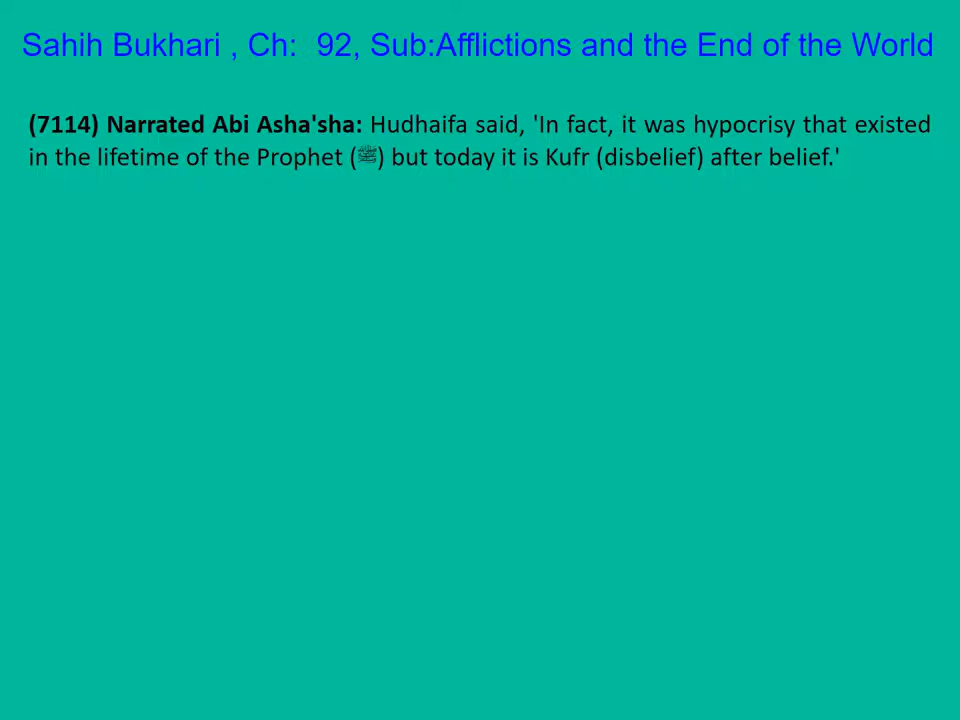 Sahih Bukhari , Ch:  92, Sub:Afflictions and the End of the World
(7114) Narrated Abi Asha'sha: Hudhaifa said, 'In fact, it was hypocrisy that existed
in the lifetime of the Prophet (ﷺ) but today it is Kufr (disbelief) after belief.'